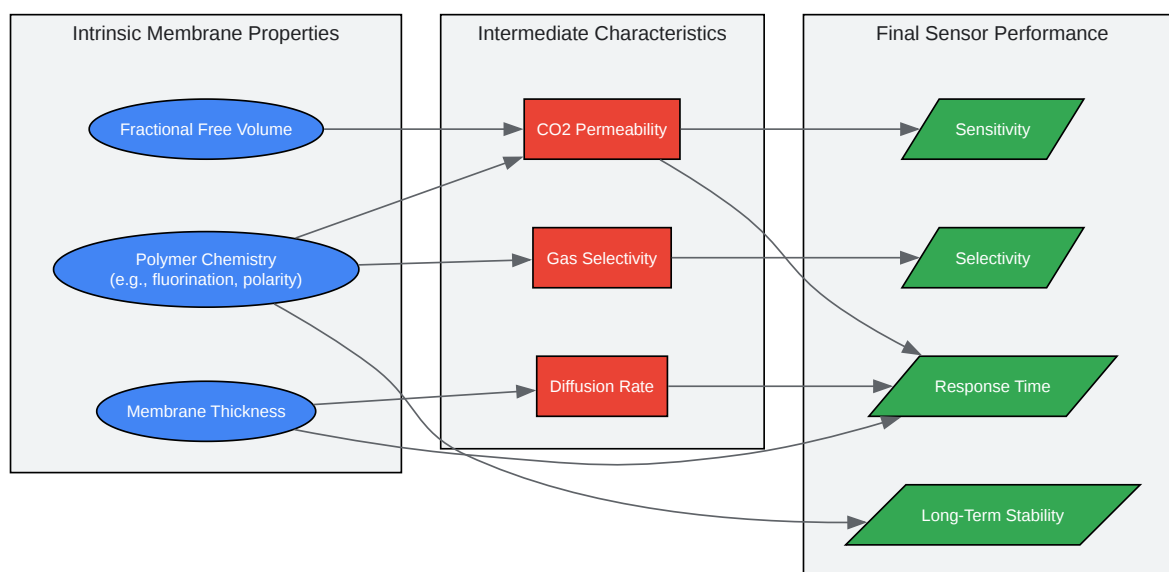 Intrinsic Membrane Properties
Intermediate Characteristics
Final Sensor Performance
Fractional Free Volume
CO2 Permeability
Sensitivity
Polymer Chemistry
(e.g., fluorination, polarity)
Gas Selectivity
Selectivity
Membrane Thickness
Diffusion Rate
Response Time
Long-Term Stability